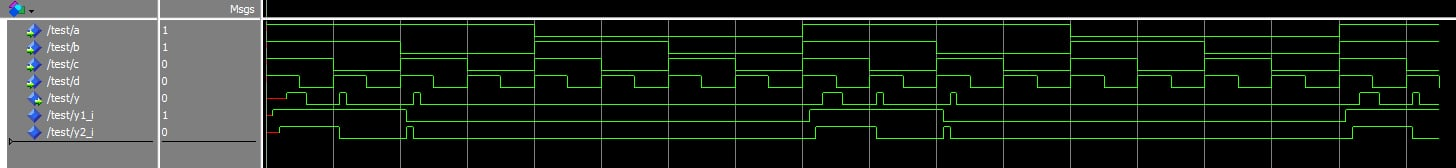 Msgs
/test/a 1
/test/b 1
/test/c 0
/test/d 0
/test/y 0
/test/y1_i 1
/test/y2_i 0